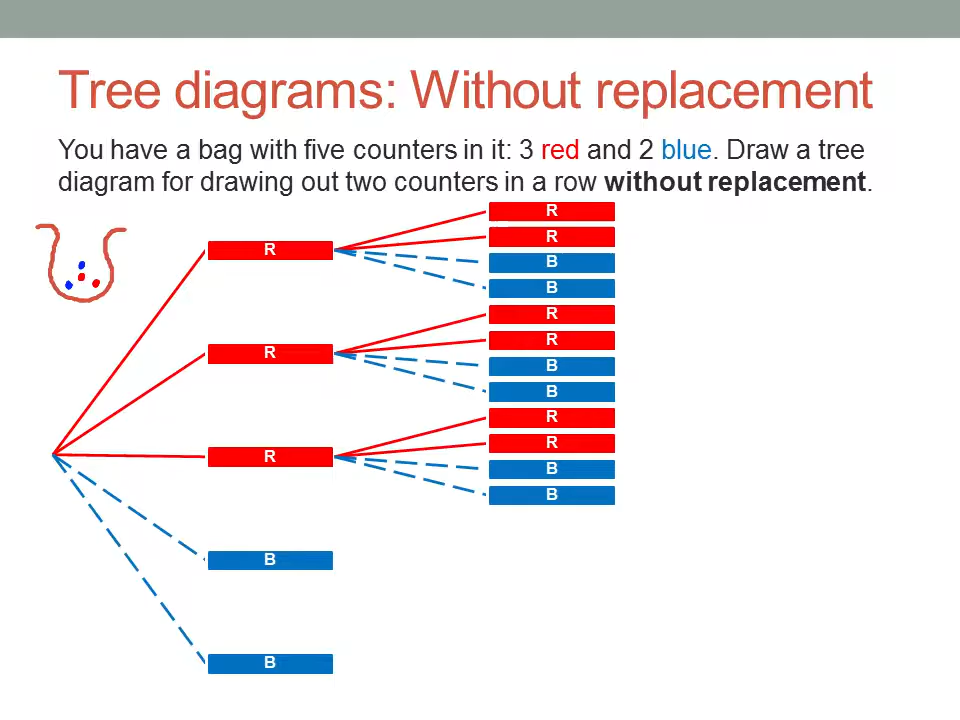 Tree diagrams: Without replacement
You have a bag with five counters in it: 3 red and 2 blue. Draw a tree
diagram for drawing out two counters in a row without replacement.
R
R
R
B
B
R
R
B
B
R
R
B
B
R
R
B
B